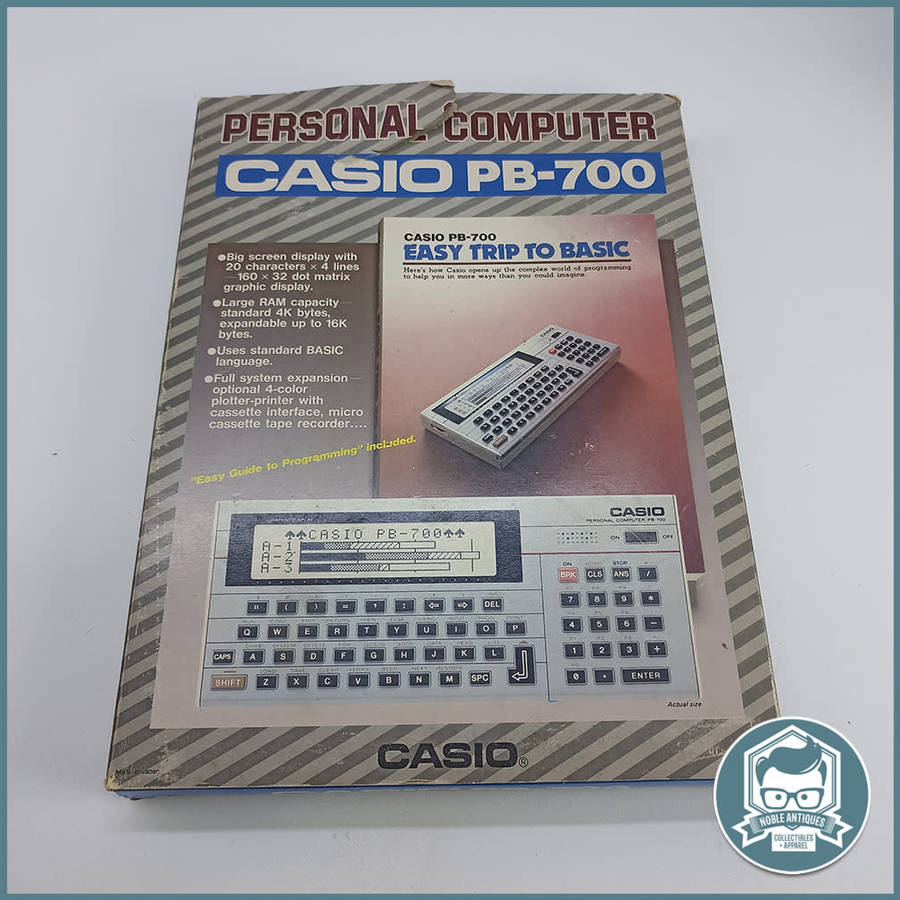 PERSONAL COMPUTER
CASIO PB-700
●Big screen display with
20 characters × 4 lines
—160 × 32 dot matrix
graphic display.
●Large RAM capacity—
standard 4K bytes,
expandable up to 16K
bytes.
●Uses standard BASIC
language.
●Full system expansion—
optional 4-color
plotter-printer with
cassette interface, micro
cassette tape recorder....
"Easy Guide to Programming" included.
CASIO PB-700
EASY TRIP TO BASIC
Here's how Casio opens up the complex world of programming
to help you in more ways than you could imagine.
CASIO
CASIO
PERSONAL COMPUTER PB-700
ON OFF
♠♠CASIO PB-700♠♠
A-1
A-2
A-3
ON STOP
BRK CLS ANS /
7 8 9 *
4 5 6 −
1 2 3 +
0 . ENTER
" ( ) = , : ⇦ ⇨ DEL
Q W E R T Y U I O P
CAPS A S D F G H J K L
SHIFT Z X C V B N M SPC
Actual size
CASIO®
NOBLE ANTIQUES
COLLECTIBLES
+ APPAREL